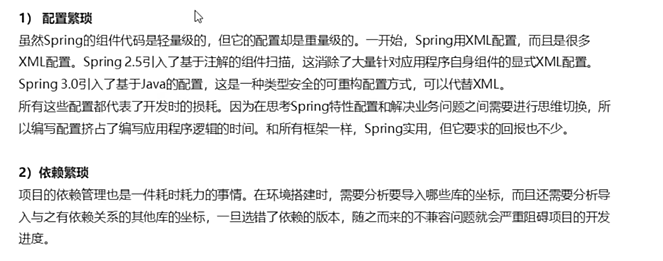 1） 配置繁琐
虽然Spring的组件代码是轻量级的，但它的配置却是重量级的。一开始，Spring用XML配置，而且是很多
XML配置。Spring 2.5引入了基于注解的组件扫描，这消除了大量针对应用程序自身组件的显式XML配置。
Spring 3.0引入了基于Java的配置，这是一种类型安全的可重构配置方式，可以代替XML。
所有这些配置都代表了开发时的损耗。因为在思考Spring特性配置和解决业务问题之间需要进行思维切换，所
以编写配置挤占了编写应用程序逻辑的时间。和所有框架一样，Spring实用，但它要求的回报也不少。
2）依赖繁琐
项目的依赖管理也是一件耗时耗力的事情。在环境搭建时，需要分析要导入哪些库的坐标，而且还需要分析导
入与之有依赖关系的其他库的坐标，一旦选错了依赖的版本，随之而来的不兼容问题就会严重阻碍项目的开发
进度。